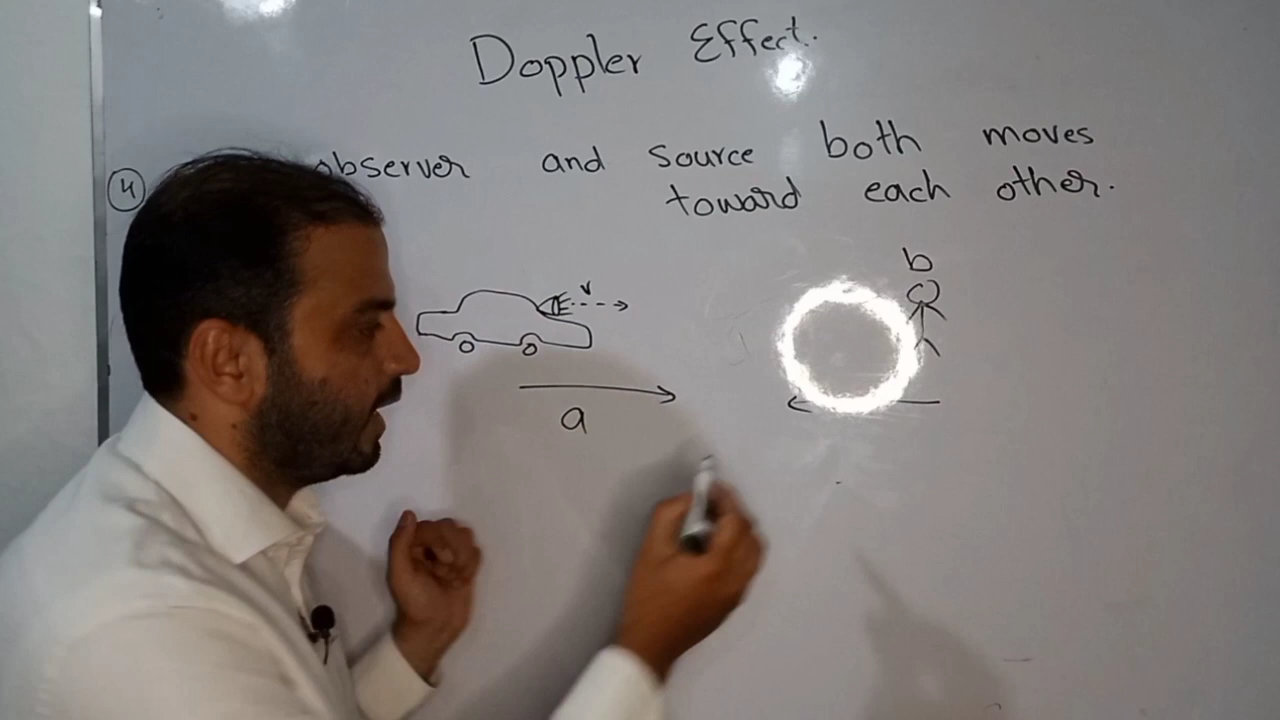 Doppler Effect.
4 observer and source both moves
toward each other.
b
v
a